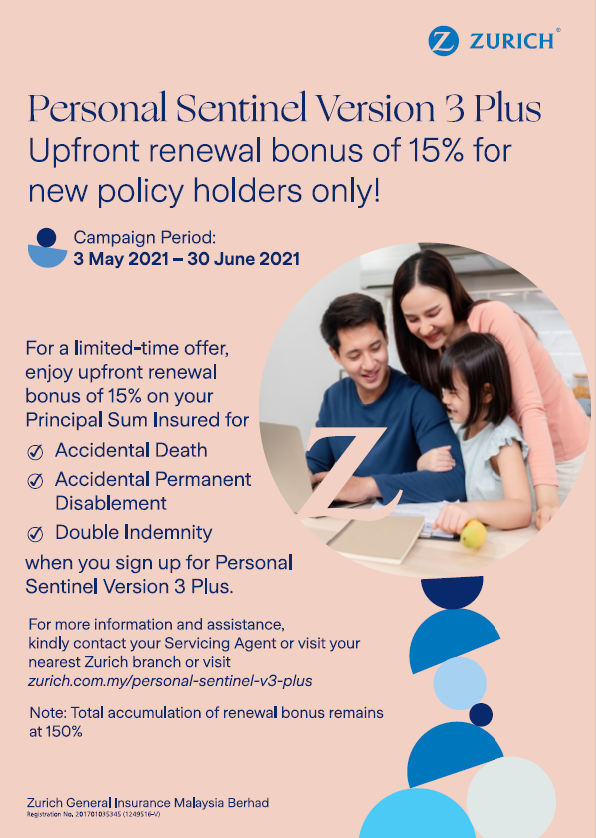 ZURICH®
Personal Sentinel Version 3 Plus
Upfront renewal bonus of 15% for
new policy holders only!
Campaign Period:
3 May 2021 – 30 June 2021
For a limited-time offer,
enjoy upfront renewal
bonus of 15% on your
Principal Sum Insured for
Accidental Death
Accidental Permanent
Disablement
Double Indemnity
when you sign up for Personal
Sentinel Version 3 Plus.
For more information and assistance,
kindly contact your Servicing Agent or visit your
nearest Zurich branch or visit
zurich.com.my/personal-sentinel-v3-plus
Note: Total accumulation of renewal bonus remains
at 150%
Zurich General Insurance Malaysia Berhad
Registration No. 201701035345 (1249516-V)